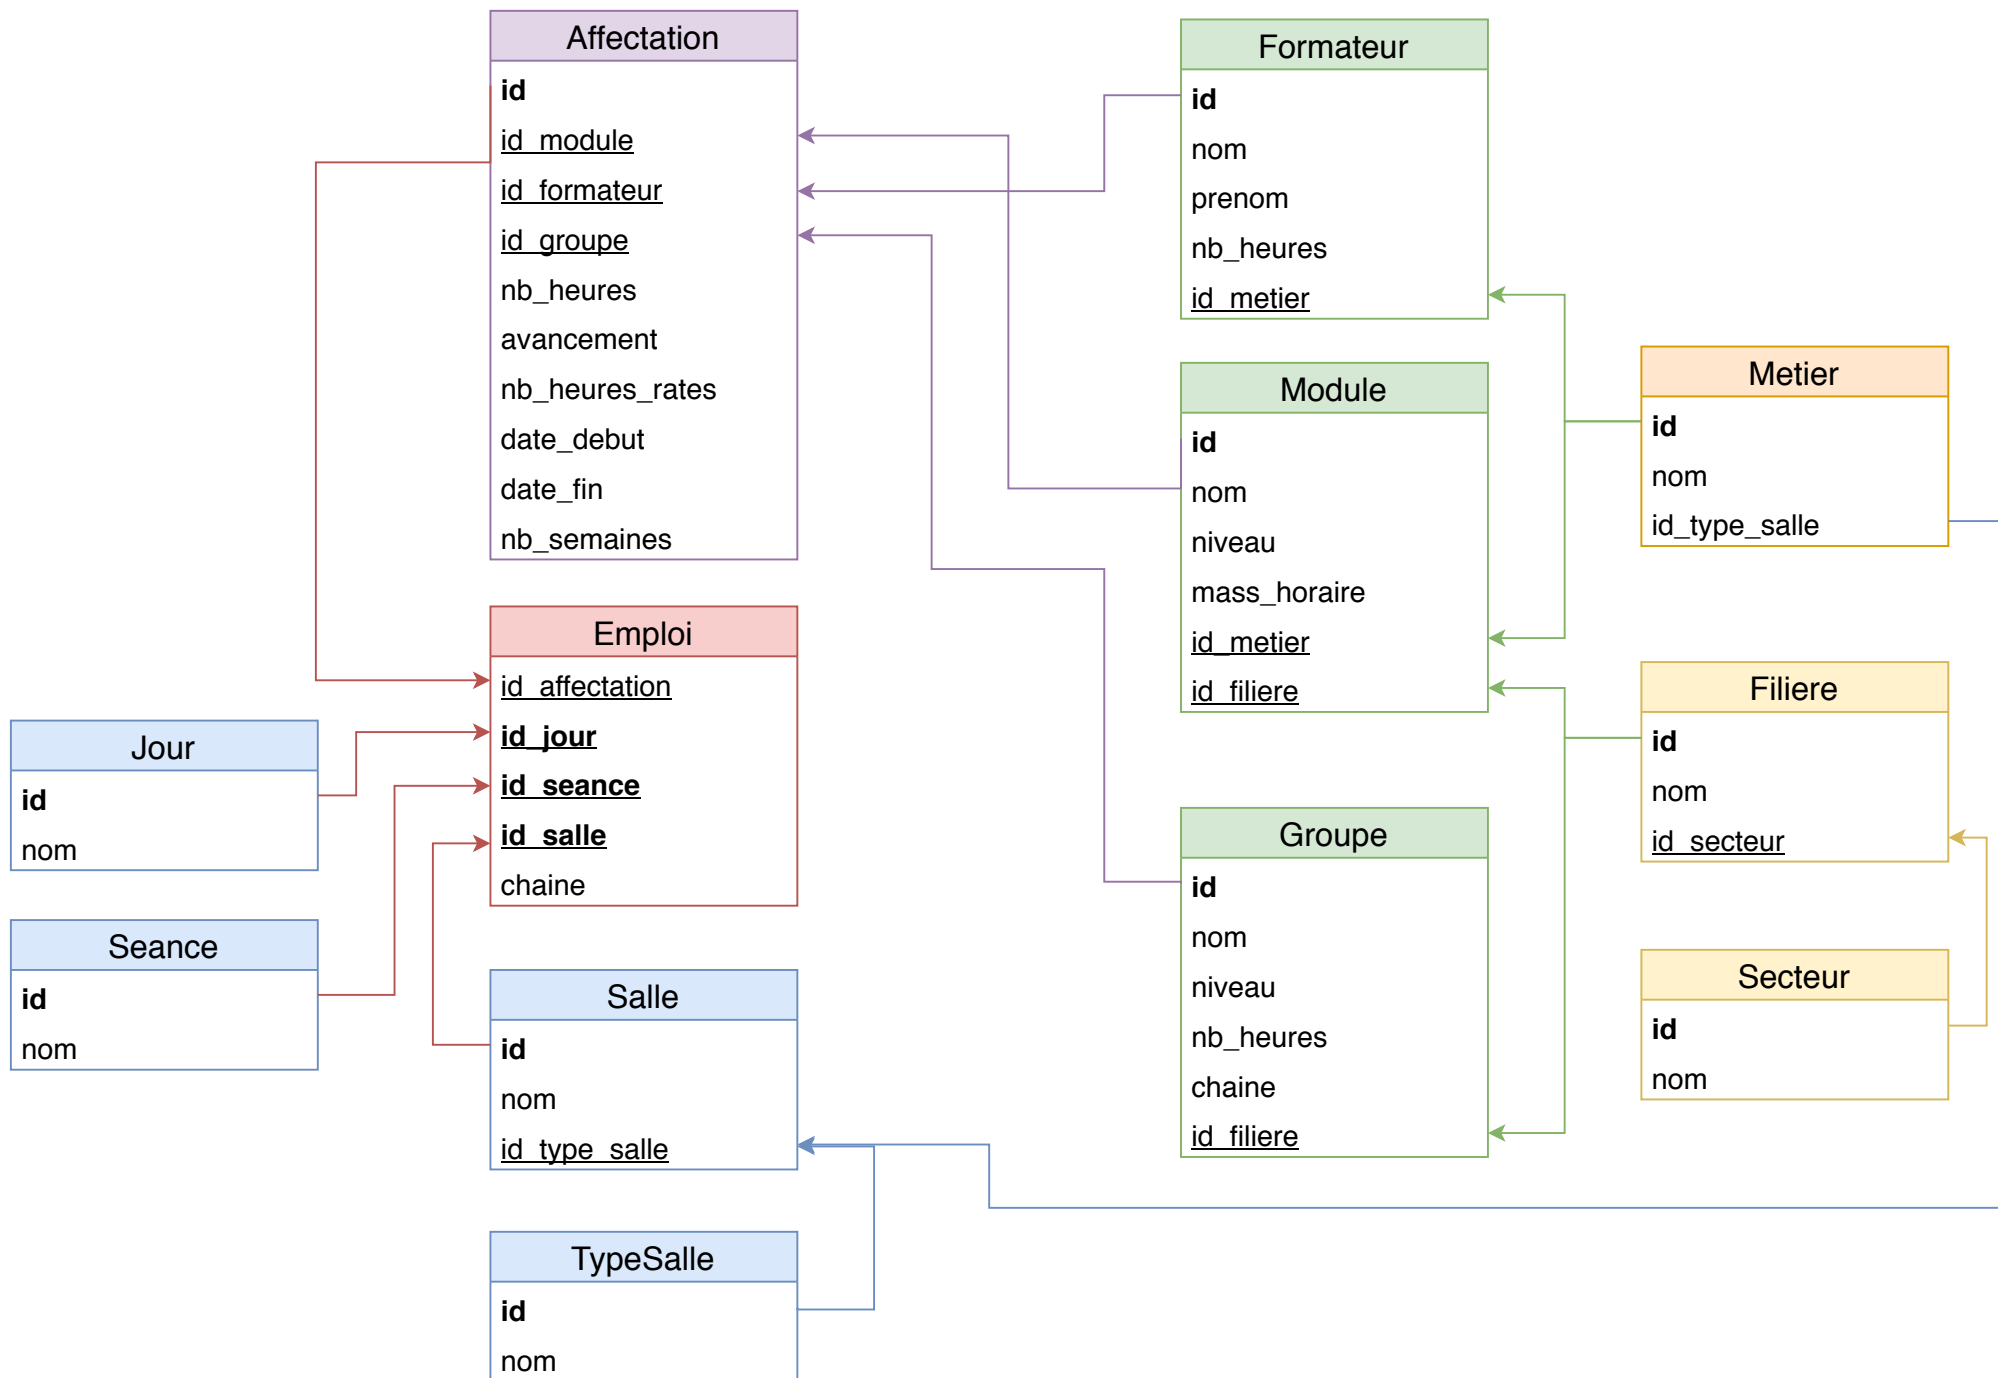 Affectation
id
id_module
id_formateur
id_groupe
nb_heures
avancement
nb_heures_rates
date_debut
date_fin
nb_semaines
Formateur
id
nom
prenom
nb_heures
id_metier
Module
id
nom
niveau
mass_horaire
id_metier
id_filiere
Metier
id
nom
id_type_salle
Emploi
id_affectation
id_jour
id_seance
id_salle
chaine
Jour
id
nom
Seance
id
nom
Salle
id
nom
id_type_salle
TypeSalle
id
nom
Groupe
id
nom
niveau
nb_heures
chaine
id_filiere
Filiere
id
nom
id_secteur
Secteur
id
nom